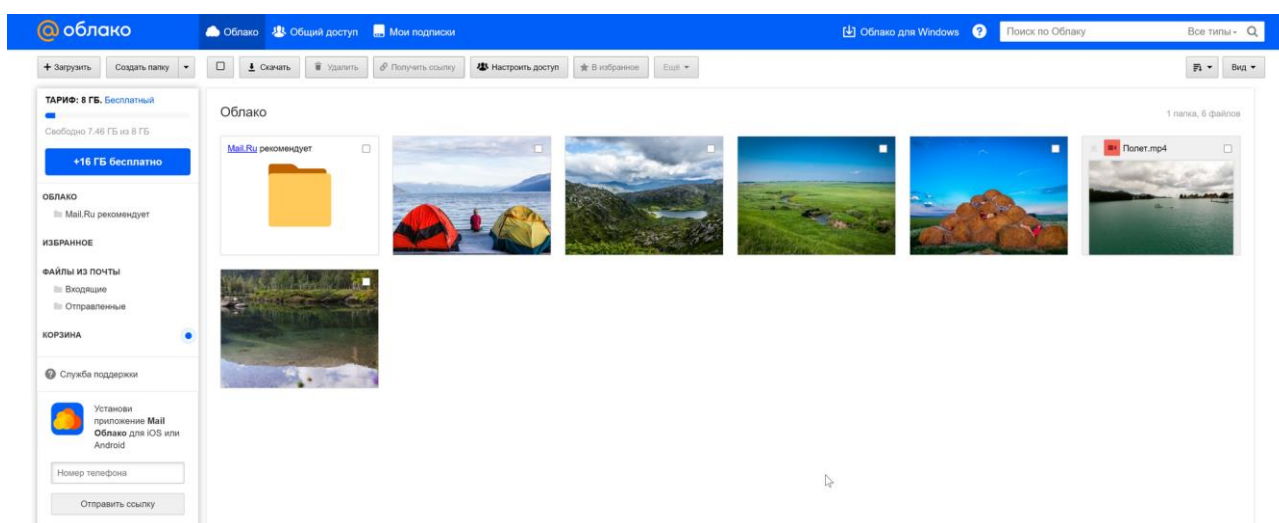 облако
Облако
Общий доступ
Мои подписки
Облако для Windows
?
Поиск по Облаку
Все типы
+ Загрузить
Создать папку
Скачать
Удалить
Получить ссылку
Настроить доступ
В избранное
Ещё
Вид
ТАРИФ: 8 ГБ. Бесплатный
Свободно 7.46 ГБ из 8 ГБ
+16 ГБ бесплатно
ОБЛАКО
Mail.Ru рекомендует
ИЗБРАННОЕ
ФАЙЛЫ ИЗ ПОЧТЫ
Входящие
Отправленные
КОРЗИНА
? Служба поддержки
Установи
приложение Mail
Облако для iOS или
Android
Номер телефона
Отправить ссылку
Облако
1 папка, 6 файлов
Mail.Ru рекомендует
Полет.mp4